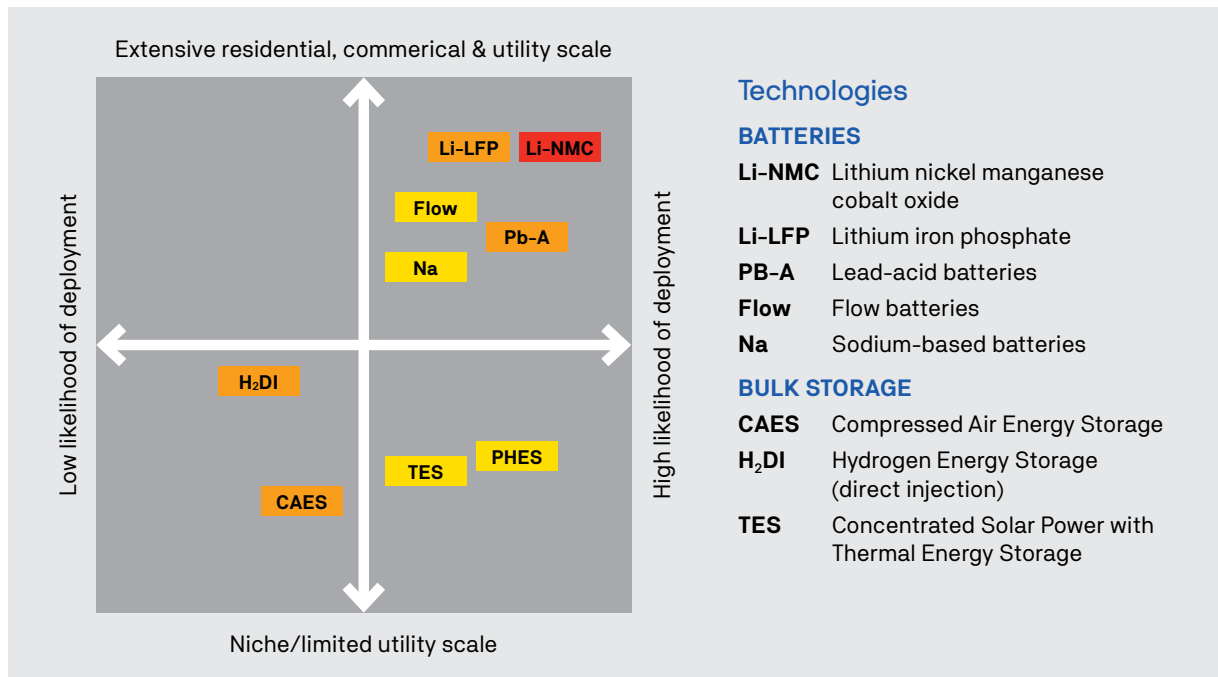 Extensive residential, commerical & utility scale
Low likelihood of deployment
High likelihood of deployment
Li-LFP
Li-NMC
Flow
Pb-A
Na
H₂DI
PHES
TES
CAES
Niche/limited utility scale
Technologies
BATTERIES
Li-NMC Lithium nickel manganese
cobalt oxide
Li-LFP Lithium iron phosphate
PB-A Lead-acid batteries
Flow Flow batteries
Na Sodium-based batteries
BULK STORAGE
CAES Compressed Air Energy Storage
H₂DI Hydrogen Energy Storage
(direct injection)
TES Concentrated Solar Power with
Thermal Energy Storage